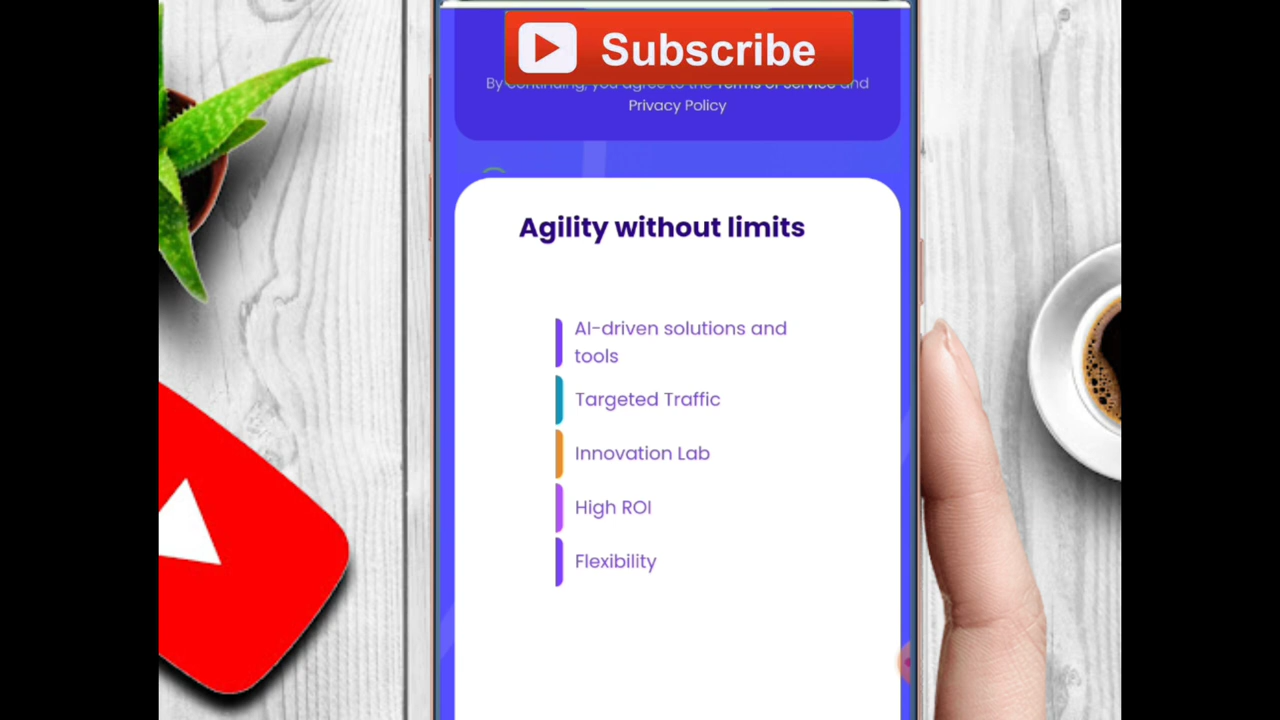 Subscribe
By continuing, you agree to the Terms of Service and
Privacy Policy
Agility without limits
AI-driven solutions and
tools
Targeted Traffic
Innovation Lab
High ROI
Flexibility